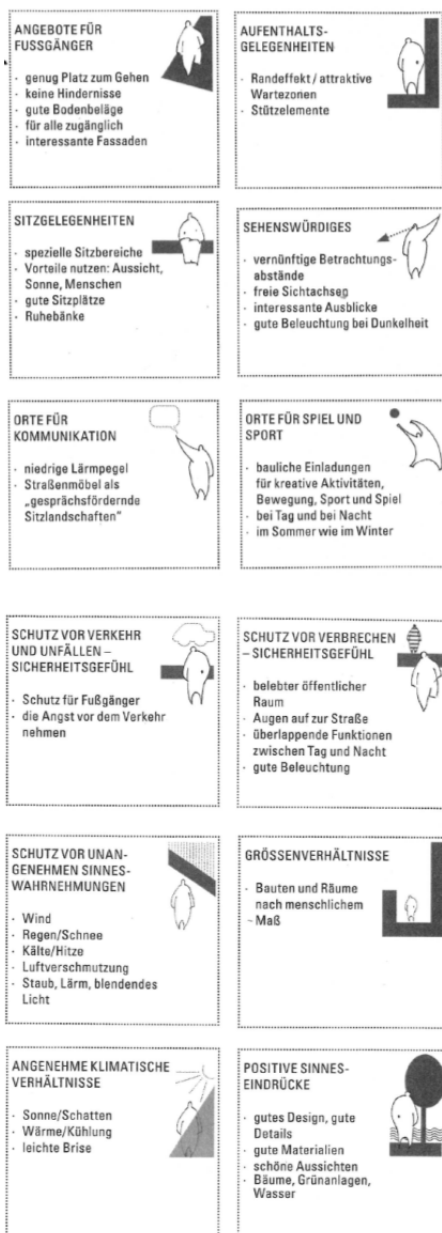 ANGEBOTE FÜR
FUSSGÄNGER
· genug Platz zum Gehen
· keine Hindernisse
· gute Bodenbeläge
· für alle zugänglich
· interessante Fassaden
AUFENTHALTS-
GELEGENHEITEN
· Randeffekt / attraktive
Wartezonen
· Stützelemente
SITZGELEGENHEITEN
· spezielle Sitzbereiche
· Vorteile nutzen: Aussicht,
Sonne, Menschen
· gute Sitzplätze
· Ruhebänke
SEHENSWÜRDIGES
· vernünftige Betrachtungs-
abstände
· freie Sichtachsen
· interessante Ausblicke
· gute Beleuchtung bei Dunkelheit
ORTE FÜR
KOMMUNIKATION
· niedrige Lärmpegel
· Straßenmöbel als
„gesprächsfördernde
Sitzlandschaften“
ORTE FÜR SPIEL UND
SPORT
· bauliche Einladungen
für kreative Aktivitäten,
Bewegung, Sport und Spiel
· bei Tag und bei Nacht
· im Sommer wie im Winter
SCHUTZ VOR VERKEHR
UND UNFÄLLEN –
SICHERHEITSGEFÜHL
· Schutz für Fußgänger
· die Angst vor dem Verkehr
nehmen
SCHUTZ VOR VERBRECHEN
– SICHERHEITSGEFÜHL
· belebter öffentlicher
Raum
· Augen auf zur Straße
· überlappende Funktionen
zwischen Tag und Nacht
· gute Beleuchtung
SCHUTZ VOR UNAN-
GENEHMEN SINNES-
WAHRNEHMUNGEN
· Wind
· Regen/Schnee
· Kälte/Hitze
· Luftverschmutzung
· Staub, Lärm, blendendes
Licht
GRÖSSENVERHÄLTNISSE
· Bauten und Räume
nach menschlichem
Maß
ANGENEHME KLIMATISCHE
VERHÄLTNISSE
· Sonne/Schatten
· Wärme/Kühlung
· leichte Brise
POSITIVE SINNES-
EINDRÜCKE
· gutes Design, gute
Details
· gute Materialien
· schöne Aussichten
· Bäume, Grünanlagen,
Wasser